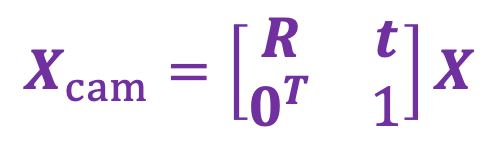 X_cam = [R t
0^T 1] X